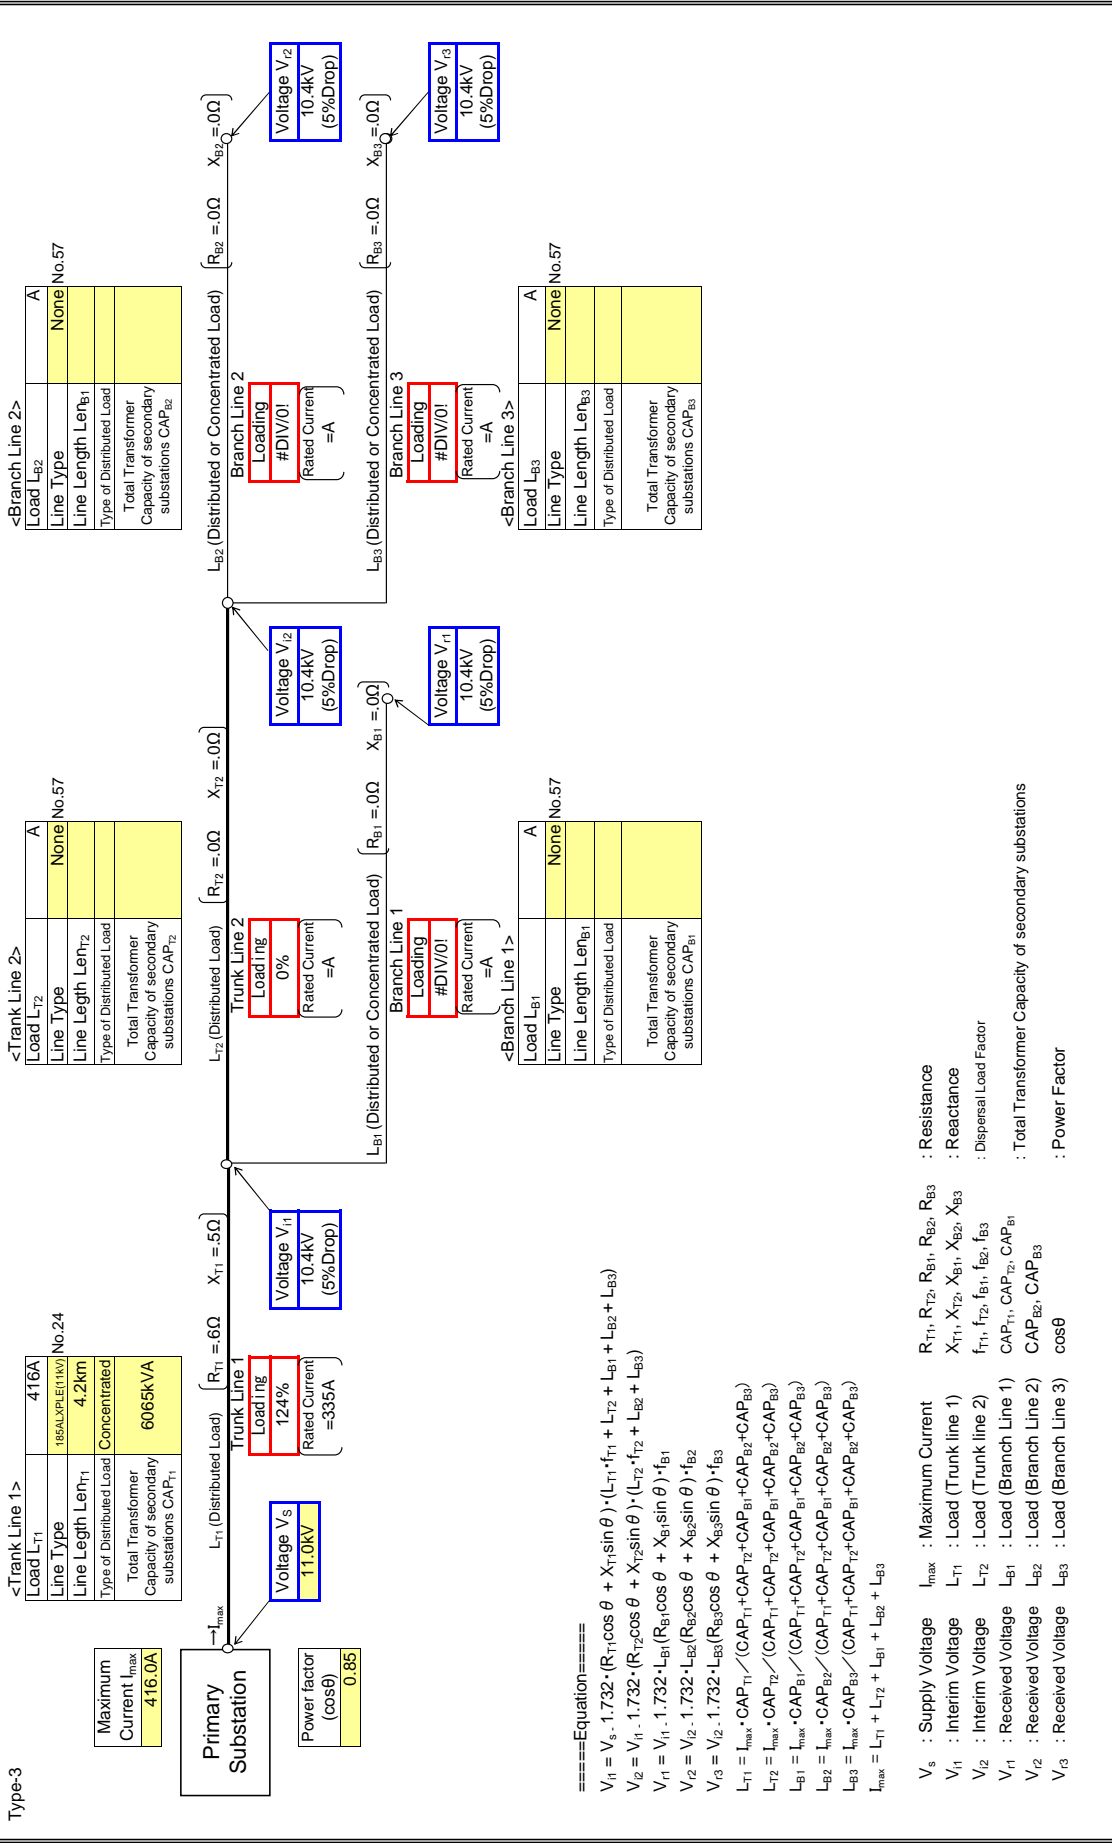 Type-3
Maximum
Current Imax
416.0A
Primary
Substation
Power factor
(cosθ)
0.85
→Imax
Voltage VS
11.0kV
<Trank Line 1>
Load LT1 416A
Line Type 185ALXPLE(11kV) No.24
Line Legth LenT1 4.2km
Type of Distributed Load Concentrated
Total Transformer
Capacity of secondary
substations CAPT1
6065kVA
LT1 (Distributed Load) RT1 =.6Ω XT1 =.5Ω
Trunk Line 1
Loading
124%
Rated Current
=335A
Voltage Vi1
10.4kV
(5%Drop)
<Trank Line 2>
Load LT2 A
Line Type None No.57
Line Length LenT2
Type of Distributed Load
Total Transformer
Capacity of secondary
substations CAPT2
LT2 (Distributed Load) RT2 =.0Ω XT2 =.0Ω
Trunk Line 2
Loading
0%
Rated Current
=A
Voltage Vi2
10.4kV
(5%Drop)
LB1 (Distributed or Concentrated Load) RB1 =.0Ω XB1 =.0Ω
Branch Line 1
Loading
#DIV/0!
Rated Current
=A
Voltage Vr1
10.4kV
(5%Drop)
<Branch Line 1>
Load LB1 A
Line Type None No.57
Line Length LenB1
Type of Distributed Load
Total Transformer
Capacity of secondary
substations CAPB1
<Branch Line 2>
Load LB2 A
Line Type None No.57
Line Length LenB1
Type of Distributed Load
Total Transformer
Capacity of secondary
substations CAPB2
LB2 (Distributed or Concentrated Load) RB2 =.0Ω XB2 =.0Ω
Branch Line 2
Loading
#DIV/0!
Rated Current
=A
Voltage Vr2
10.4kV
(5%Drop)
LB3 (Distributed or Concentrated Load) RB3 =.0Ω XB3 =.0Ω
Branch Line 3
Loading
#DIV/0!
Rated Current
=A
Voltage Vr3
10.4kV
(5%Drop)
<Branch Line 3>
Load LB3 A
Line Type None No.57
Line Length LenB3
Type of Distributed Load
Total Transformer
Capacity of secondary
substations CAPB3
=====Equation=====
Vi1 = Vs - 1.732・(RT1cos θ + XT1sin θ)・(LT1・fT1 + LT2 + LB1 + LB2 + LB3)
Vi2 = Vi1 - 1.732・(RT2cos θ + XT2sin θ)・(LT2・fT2 + LB2 + LB3)
Vr1 = Vi1 - 1.732・LB1(RB1cos θ + XB1sin θ)・fB1
Vr2 = Vi2 - 1.732・LB2(RB2cos θ + XB2sin θ)・fB2
Vr3 = Vi2 - 1.732・LB3(RB3cos θ + XB3sin θ)・fB3
LT1 = Imax・CAPT1／(CAPT1+CAPT2+CAPB1+CAPB2+CAPB3)
LT2 = Imax・CAPT2／(CAPT1+CAPT2+CAPB1+CAPB2+CAPB3)
LB1 = Imax・CAPB1／(CAPT1+CAPT2+CAPB1+CAPB2+CAPB3)
LB2 = Imax・CAPB2／(CAPT1+CAPT2+CAPB1+CAPB2+CAPB3)
LB3 = Imax・CAPB3／(CAPT1+CAPT2+CAPB1+CAPB2+CAPB3)
Imax = LT1 + LT2 + LB1 + LB2 + LB3
Vs : Supply Voltage Imax : Maximum Current RT1, RT2, RB1, RB2, RB3 : Resistance
Vi1 : Interim Voltage LT1 : Load (Trunk line 1) XT1, XT2, XB1, XB2, XB3 : Reactance
Vi2 : Interim Voltage LT2 : Load (Trunk line 2) fT1, fT2, fB1, fB2, fB3 : Dispersal Load Factor
Vr1 : Received Voltage LB1 : Load (Branch Line 1) CAPT1, CAPT2, CAPB1 : Total Transformer Capacity of secondary substations
Vr2 : Received Voltage LB2 : Load (Branch Line 2) CAPB2, CAPB3
Vr3 : Received Voltage LB3 : Load (Branch Line 3) cosθ : Power Factor